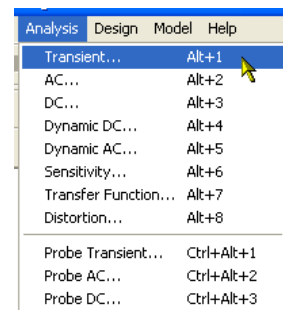 Analysis Design Model Help
Transient... Alt+1
AC... Alt+2
DC... Alt+3
Dynamic DC... Alt+4
Dynamic AC... Alt+5
Sensitivity... Alt+6
Transfer Function... Alt+7
Distortion... Alt+8
Probe Transient... Ctrl+Alt+1
Probe AC... Ctrl+Alt+2
Probe DC... Ctrl+Alt+3